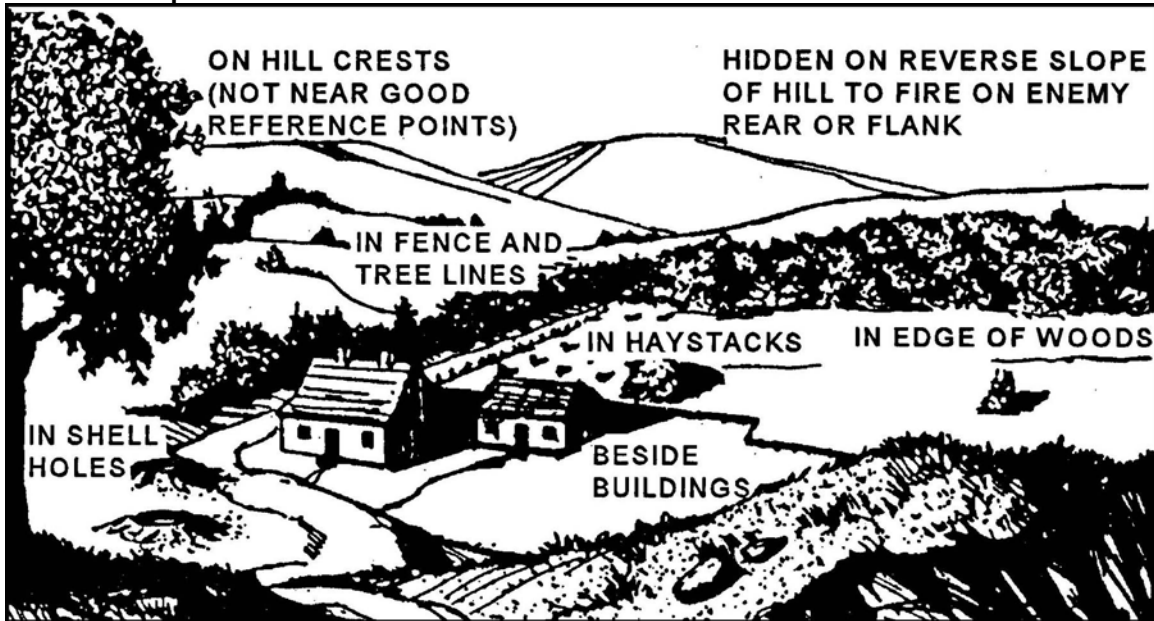 ON HILL CRESTS
(NOT NEAR GOOD
REFERENCE POINTS)
HIDDEN ON REVERSE SLOPE
OF HILL TO FIRE ON ENEMY
REAR OR FLANK
IN FENCE AND
TREE LINES
IN HAYSTACKS
IN EDGE OF WOODS
IN SHELL
HOLES
BESIDE
BUILDINGS